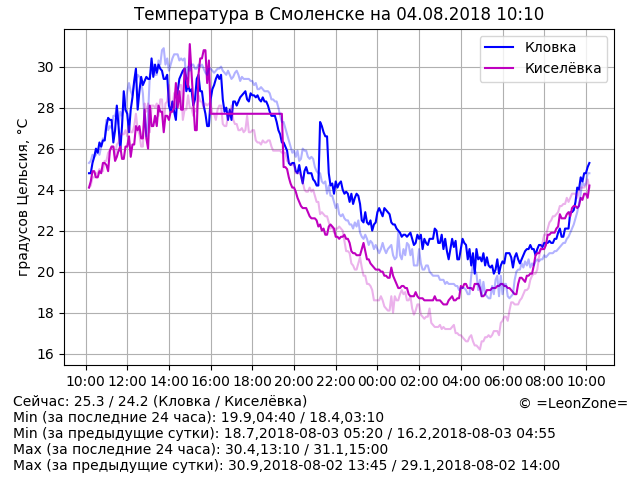 Температура в Смоленске на 04.08.2018 10:10
Кловка
Киселёвка
градусов Цельсия, °C
30
28
26
24
22
20
18
16
10:00 12:00 14:00 16:00 18:00 20:00 22:00 00:00 02:00 04:00 06:00 08:00 10:00
Сейчас: 25.3 / 24.2 (Кловка / Киселёвка)
© =LeonZone=
Min (за последние 24 часа): 19.9,04:40 / 18.4,03:10
Min (за предыдущие сутки): 18.7,2018-08-03 05:20 / 16.2,2018-08-03 04:55
Max (за последние 24 часа): 30.4,13:10 / 31.1,15:00
Max (за предыдущие сутки): 30.9,2018-08-02 13:45 / 29.1,2018-08-02 14:00